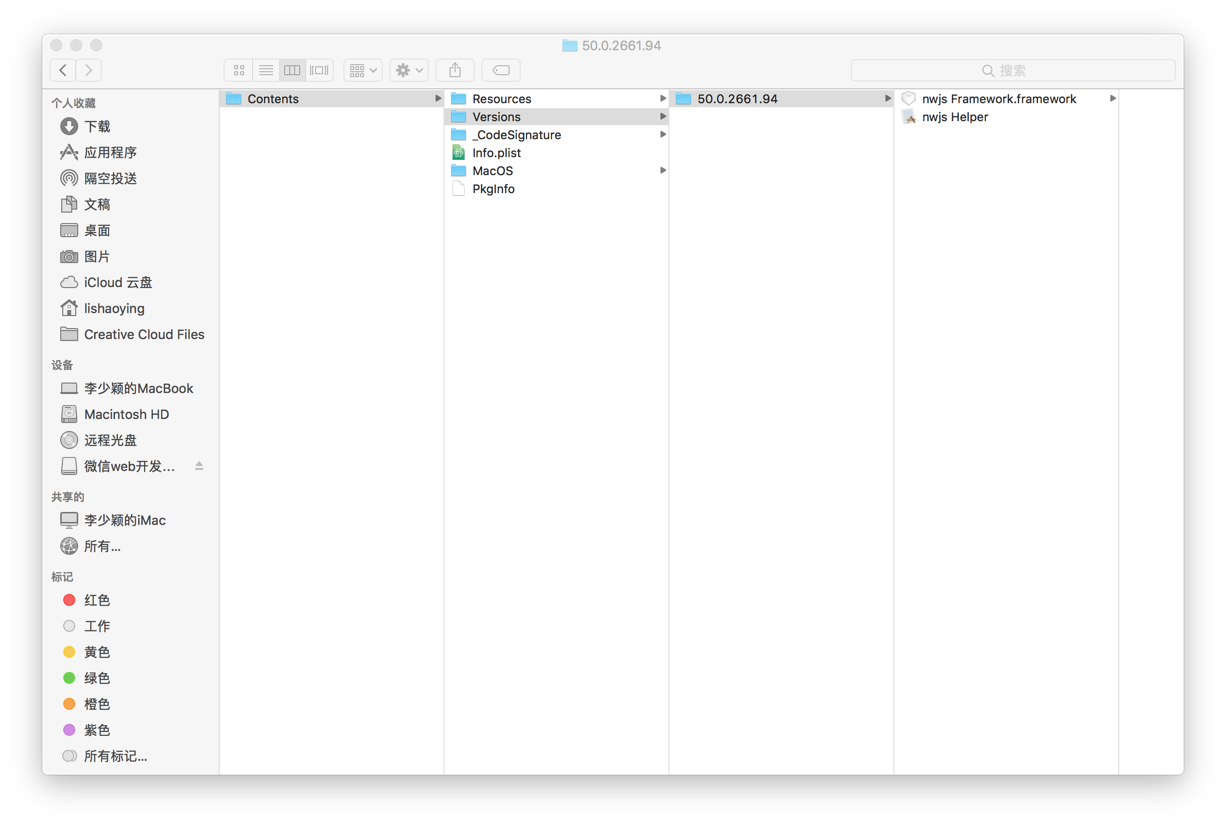 50.0.2661.94
搜索
个人收藏
下载
应用程序
隔空投送
文稿
桌面
图片
iCloud 云盘
lishaoying
Creative Cloud Files
设备
李少颖的MacBook
Macintosh HD
远程光盘
微信web开发…
共享的
李少颖的iMac
所有...
标记
红色
工作
黄色
绿色
橙色
紫色
所有标记...
Contents
Resources
Versions
_CodeSignature
Info.plist
MacOS
PkgInfo
50.0.2661.94
nwjs Framework.framework
nwjs Helper